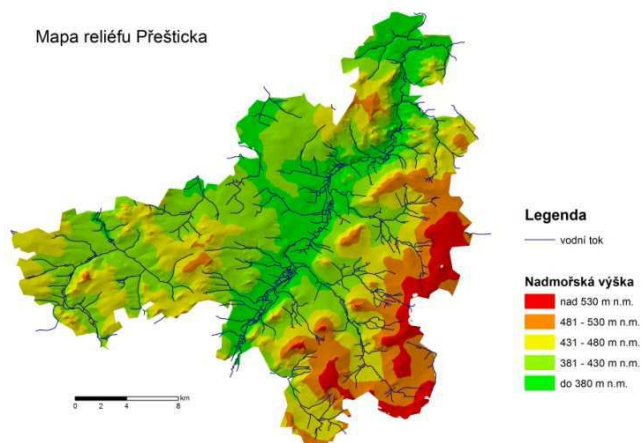 Mapa reliéfu Přešticka
Legenda
vodní tok
Nadmořská výška
nad 530 m n.m.
481 - 530 m n.m.
431 - 480 m n.m.
381 - 430 m n.m.
do 380 m n.m.
km
0 2 4 8